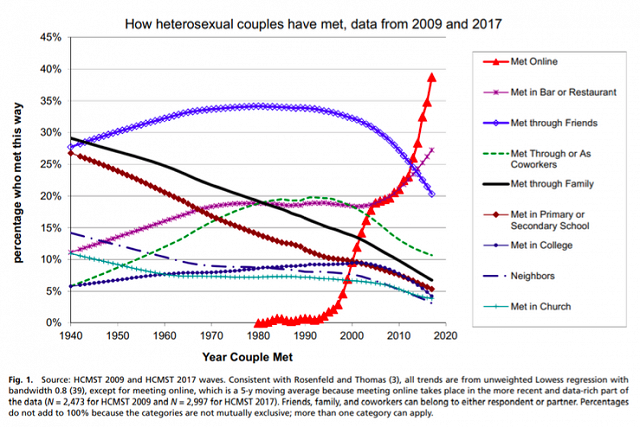 How heterosexual couples have met, data from 2009 and 2017
45%
40%
35%
30%
25%
20%
15%
10%
5%
0%
percentage who met this way
1940
1950
1960
1970
1980
1990
2000
2010
2020
Year Couple Met
Met Online
Met in Bar or Restaurant
Met through Friends
Met Through or As
Coworkers
Met through Family
Met in Primary or
Secondary School
Met in College
Neighbors
Met in Church
Fig. 1. Source: HCMST 2009 and HCMST 2017 waves. Consistent with Rosenfeld and Thomas (3), all trends are from unweighted Lowess regression with
bandwidth 0.8 (39), except for meeting online, which is a 5-y moving average because meeting online takes place in the more recent and data-rich part of
the data (N = 2,473 for HCMST 2009 and N = 2,997 for HCMST 2017). Friends, family, and coworkers can belong to either respondent or partner. Percentages
do not add to 100% because the categories are not mutually exclusive; more than one category can apply.